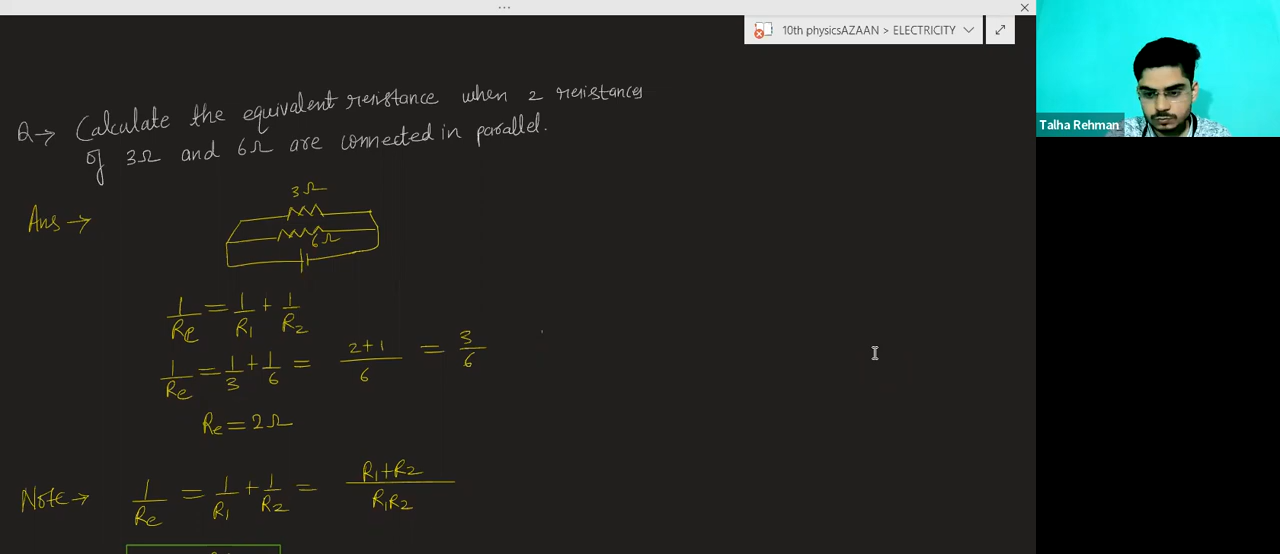 10th physicsAZAAN > ELECTRICITY
Talha Rehman
Q→ Calculate the equivalent resistance when 2 resistances
of 3Ω and 6Ω are connected in parallel.
3Ω
Ans →
6Ω
1/Re = 1/R1 + 1/R2
1/Re = 1/3 + 1/6 = 2+1/6 = 3/6
Re = 2Ω
Note → 1/Re = 1/R1 + 1/R2 = R1+R2/R1R2